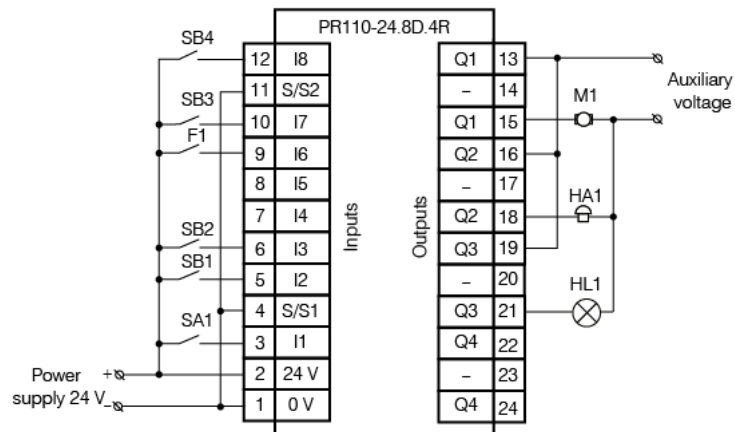 PR110-24.8D.4R
SB4
12 I8
11 S/S2
SB3
10 I7
F1
9 I6
8 I5
7 I4
SB2
6 I3
SB1
5 I2
4 S/S1
SA1
3 I1
Power
supply 24 V
+
-
2 24 V
1 0 V
Inputs
Outputs
Q1 13
– 14
Q1 15
Q2 16
– 17
Q2 18
Q3 19
– 20
Q3 21
Q4 22
– 23
Q4 24
Auxiliary
voltage
M1
HA1
HL1